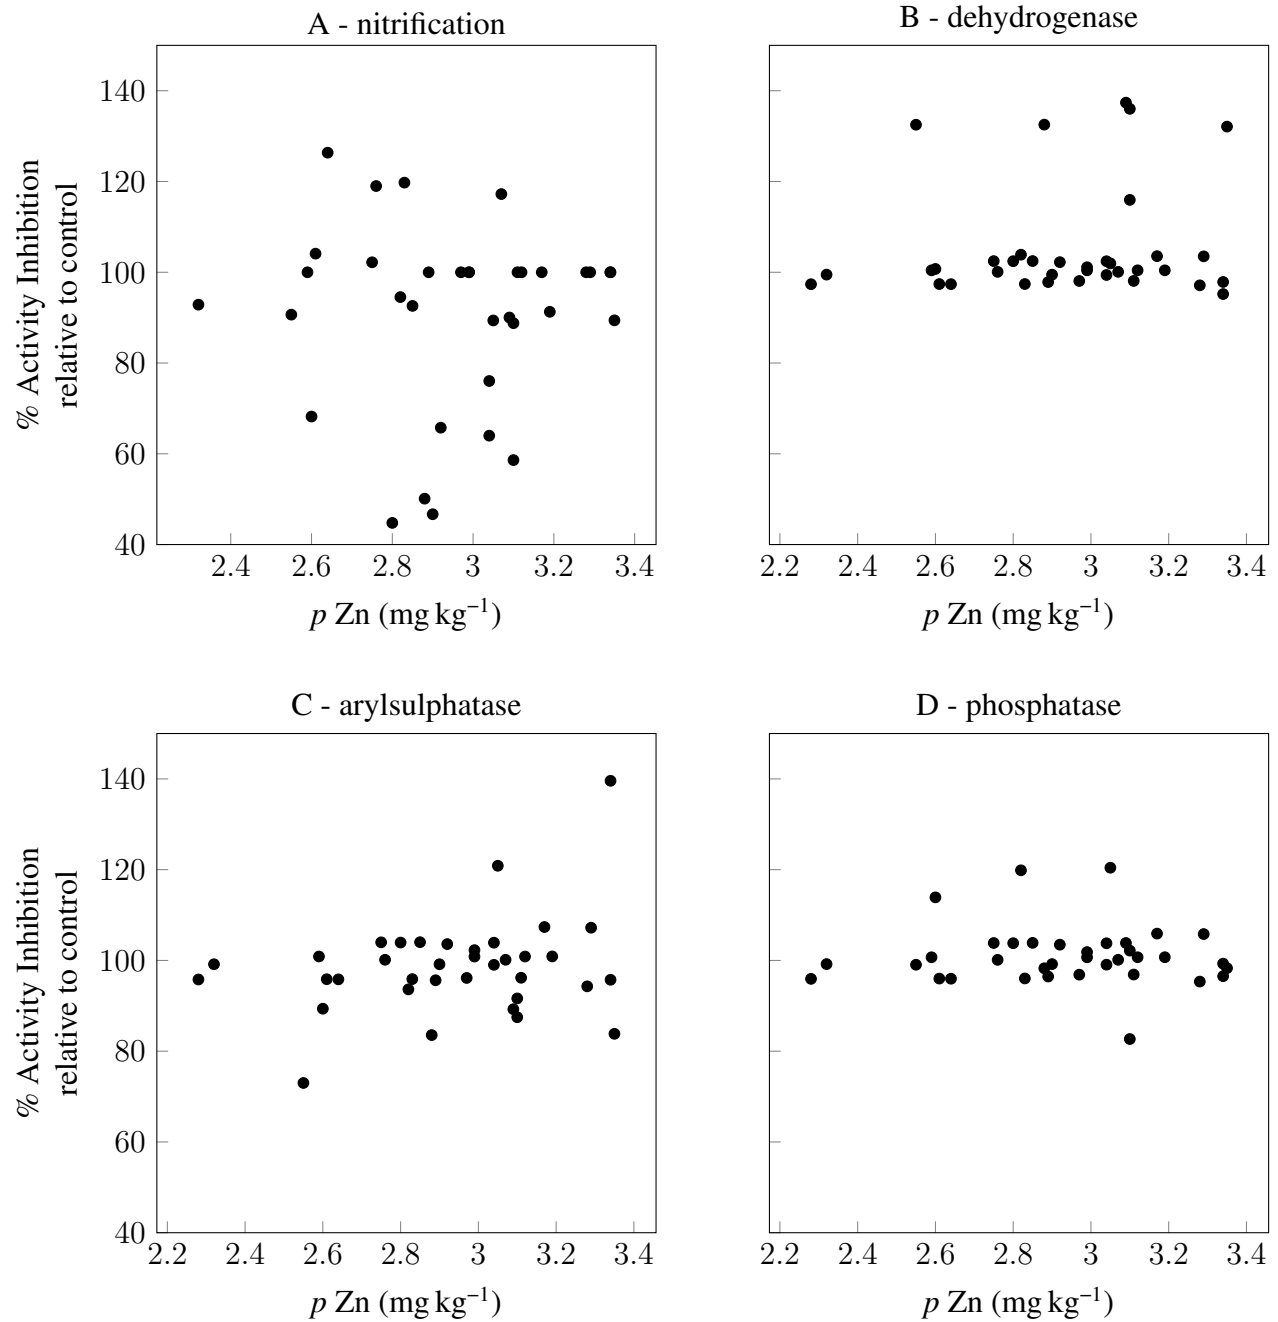 A - nitrification
B - dehydrogenase
140
120
100
80
60
40
% Activity Inhibition
relative to control
2.4 2.6 2.8 3 3.2 3.4
p Zn (mg kg⁻¹)
2.2 2.4 2.6 2.8 3 3.2 3.4
p Zn (mg kg⁻¹)
C - arylsulphatase
D - phosphatase
140
120
100
80
60
40
% Activity Inhibition
relative to control
2.2 2.4 2.6 2.8 3 3.2 3.4
p Zn (mg kg⁻¹)
2.2 2.4 2.6 2.8 3 3.2 3.4
p Zn (mg kg⁻¹)